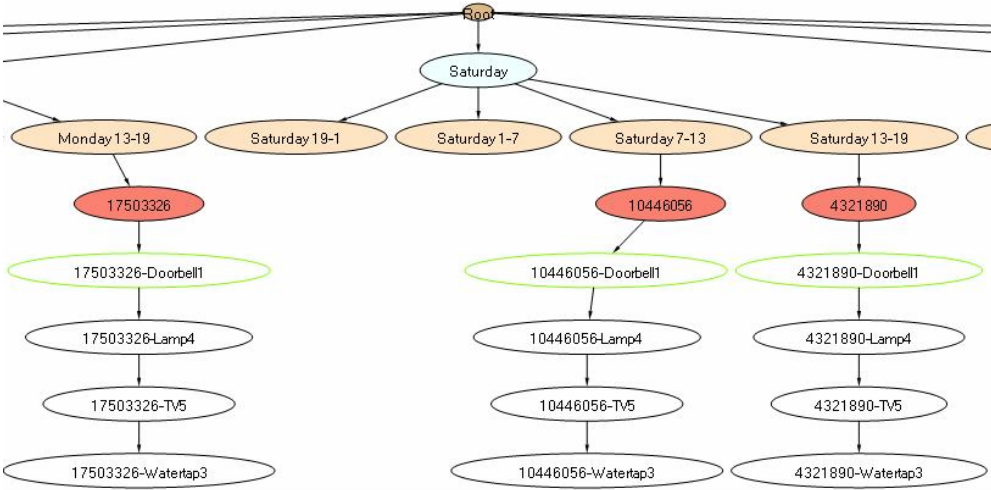 Root
Saturday
Monday 13-19
Saturday 19-1
Saturday 1-7
Saturday 7-13
Saturday 13-19
17503326
10446056
4321890
17503326-Doorbell1
10446056-Doorbell1
4321890-Doorbell1
17503326-Lamp4
10446056-Lamp4
4321890-Lamp4
17503326-TV5
10446056-TV5
4321890-TV5
17503326-Watertap3
10446056-Watertap3
4321890-Watertap3